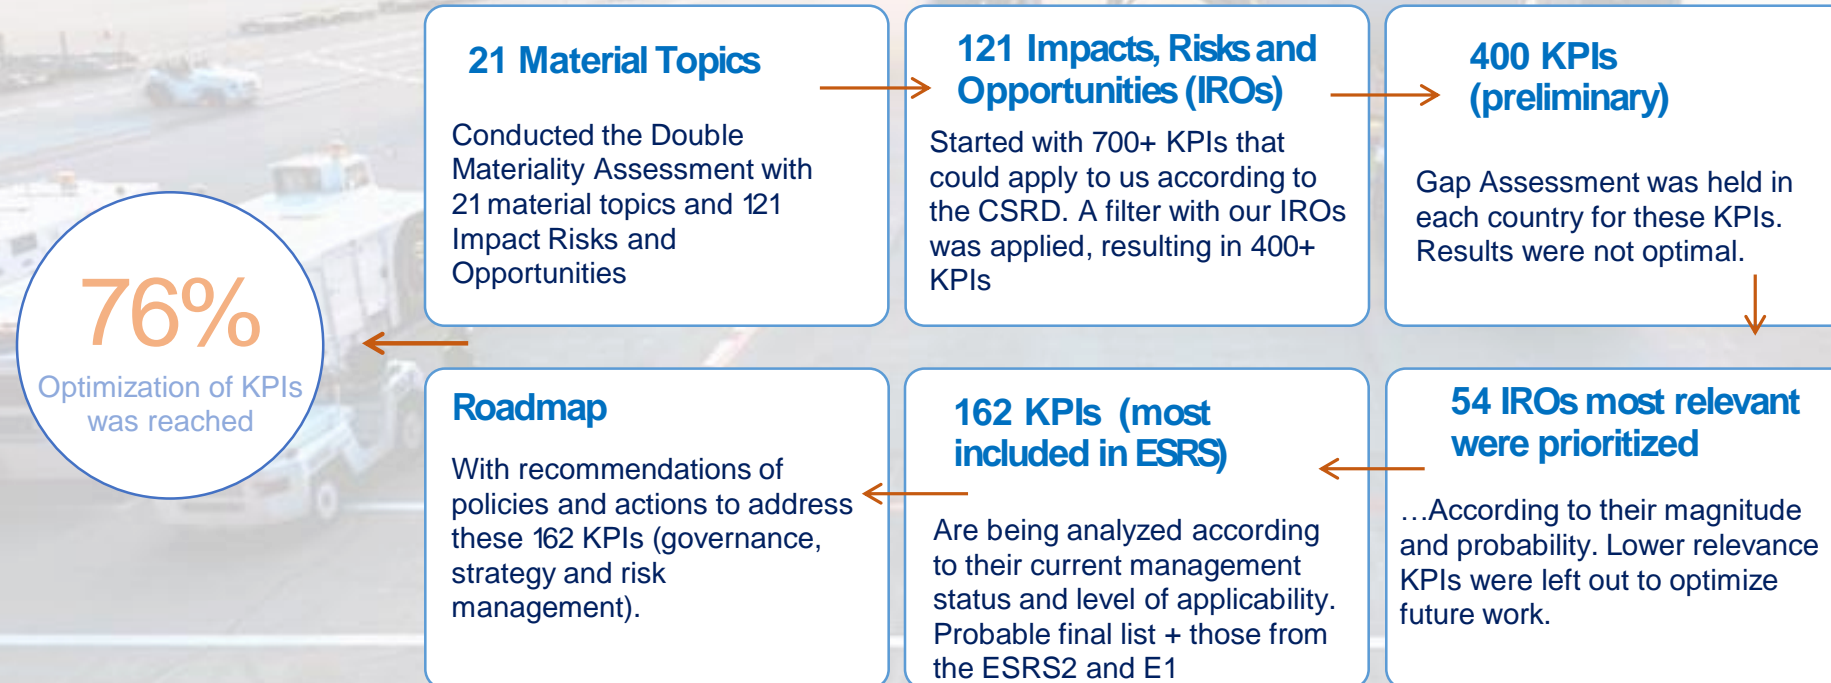 21 Material Topics
Conducted the Double
Materiality Assessment with
21 material topics and 121
Impact Risks and
Opportunities
121 Impacts, Risks and
Opportunities (IROs)
Started with 700+ KPIs that
could apply to us according to
the CSRD. A filter with our IROs
was applied, resulting in 400+
KPIs
400 KPIs
(preliminary)
Gap Assessment was held in
each country for these KPIs.
Results were not optimal.
54 IROs most relevant
were prioritized
…According to their magnitude
and probability. Lower relevance
KPIs were left out to optimize
future work.
162 KPIs (most
included in ESRS)
Are being analyzed according
to their current management
status and level of applicability.
Probable final list + those from
the ESRS2 and E1
Roadmap
With recommendations of
policies and actions to address
these 162 KPIs (governance,
strategy and risk
management).
76%
Optimization of KPIs
was reached